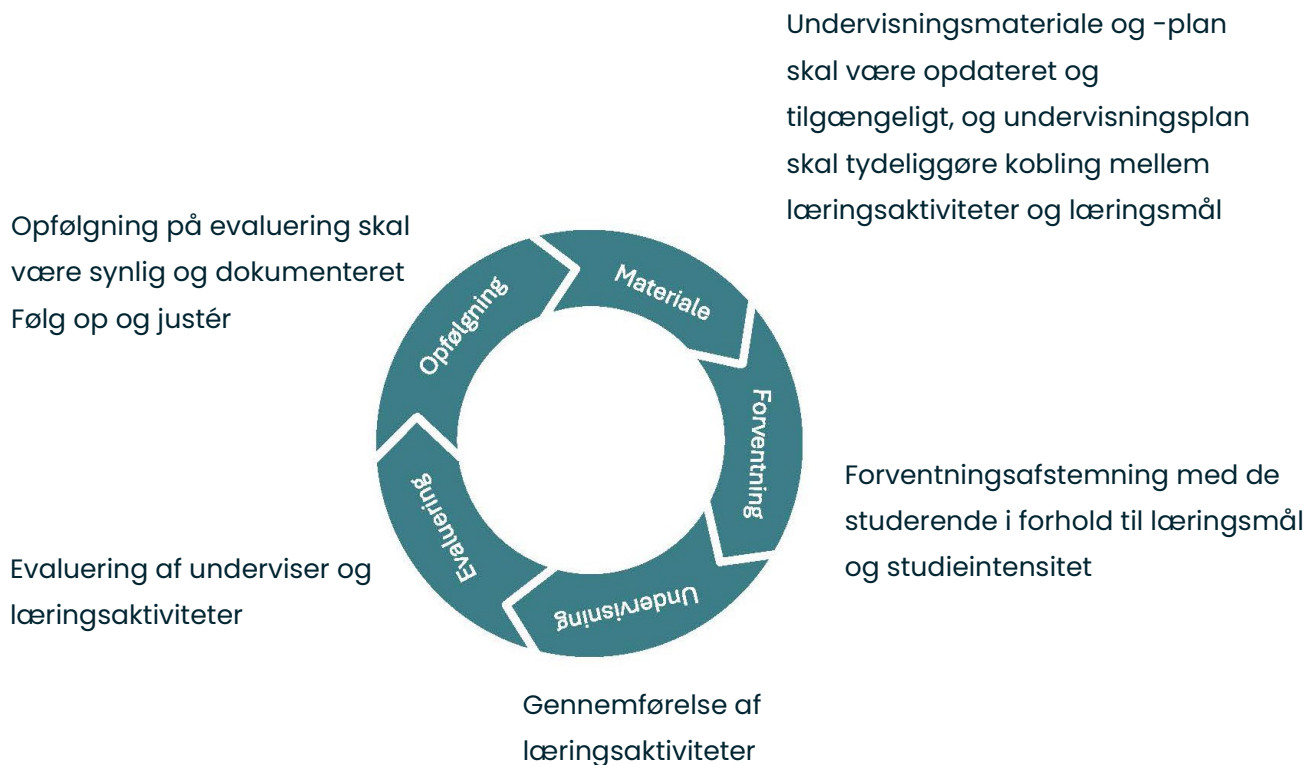 Undervisningsmateriale og -plan
skal være opdateret og
tilgængeligt, og undervisningsplan
skal tydeliggøre kobling mellem
læringsaktiviteter og læringsmål
Opfølgning på evaluering skal
være synlig og dokumenteret
Følg op og justér
Materiale
Opfølgning
Forventning
Forventningsafstemning med de
studerende i forhold til læringsmål
og studieintensitet
Evaluering
Evaluering af underviser og
læringsaktiviteter
Undervisning
Gennemførelse af
læringsaktiviteter